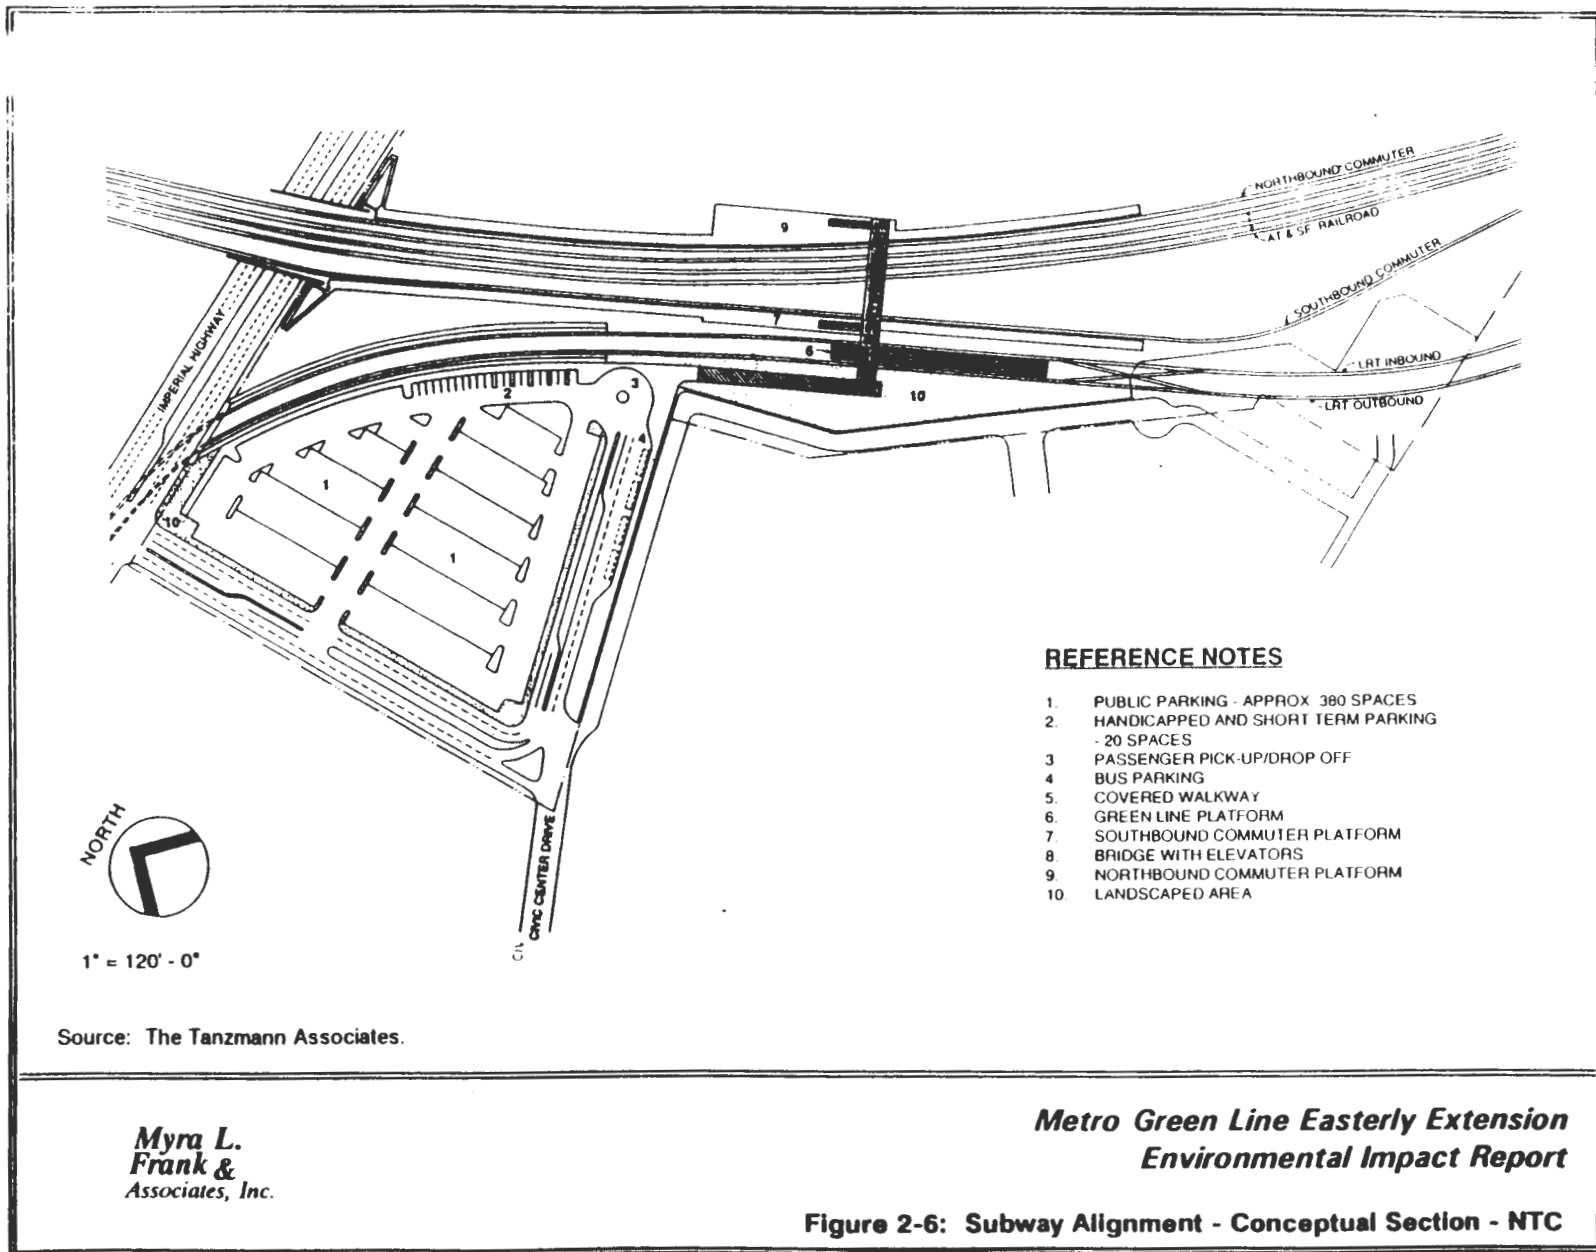 NORTHBOUND COMMUTER
AT & SF RAILROAD
SOUTHBOUND COMMUTER
LRT INBOUND
LRT OUTBOUND
IMPERIAL HIGHWAY
9
7
6
3
2
10
4
1
10
1
CIVIC CENTER DRIVE
NORTH
1" = 120' - 0"
REFERENCE NOTES
1. PUBLIC PARKING - APPROX 380 SPACES
2. HANDICAPPED AND SHORT TERM PARKING
- 20 SPACES
3 PASSENGER PICK-UP/DROP OFF
4 BUS PARKING
5. COVERED WALKWAY
6. GREEN LINE PLATFORM
7. SOUTHBOUND COMMUTER PLATFORM
8. BRIDGE WITH ELEVATORS
9. NORTHBOUND COMMUTER PLATFORM
10. LANDSCAPED AREA
Source: The Tanzmann Associates.
Myra L.
Frank &
Associates, Inc.
Metro Green Line Easterly Extension
Environmental Impact Report
Figure 2-6: Subway Alignment - Conceptual Section - NTC